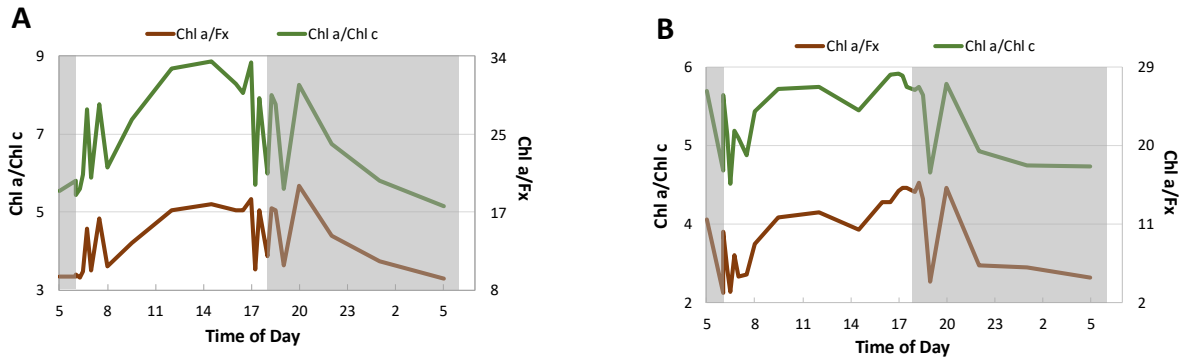 A
Chl a/Fx
Chl a/Chl c
9
7
5
3
Chl a/Chl c
34
25
17
8
Chl a/Fx
5 8 11 14 17 20 23 2 5
Time of Day
B
Chl a/Fx
Chl a/Chl c
6
5
4
2
Chl a/Chl c
29
20
11
2
Chl a/Fx
5 8 11 14 17 20 23 2 5
Time of Day